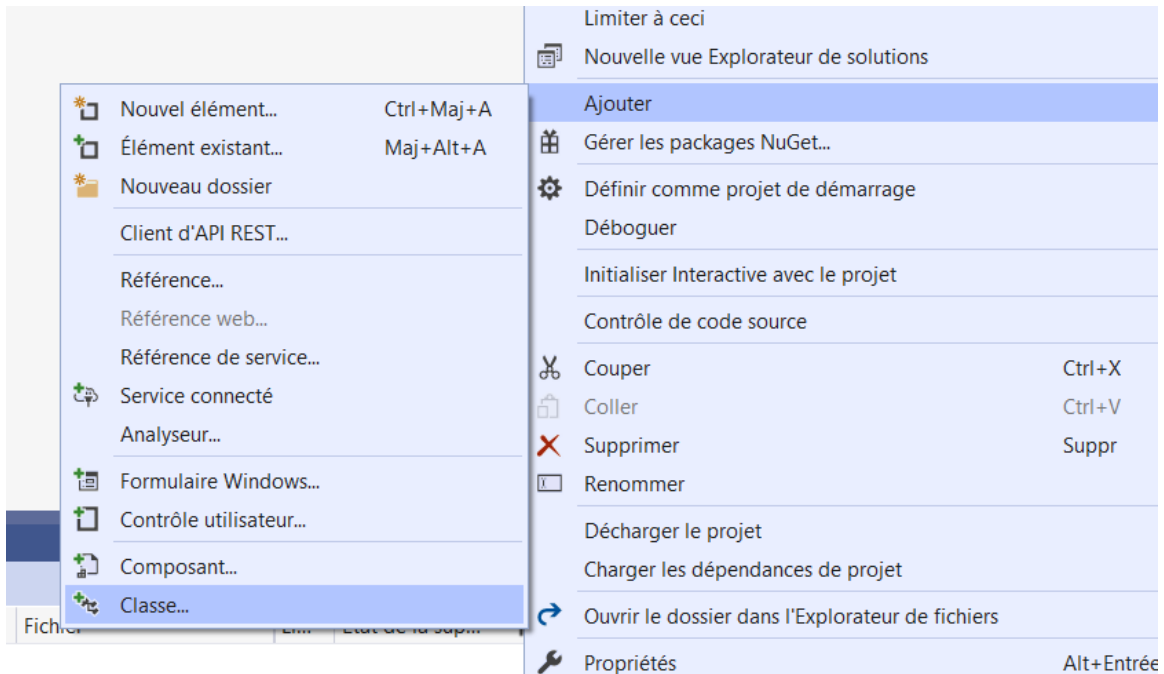 Limiter à ceci
Nouvelle vue Explorateur de solutions
Ajouter
Gérer les packages NuGet...
Définir comme projet de démarrage
Déboguer
Initialiser Interactive avec le projet
Contrôle de code source
Couper Ctrl+X
Coller Ctrl+V
Supprimer Suppr
Renommer
Décharger le projet
Charger les dépendances de projet
Ouvrir le dossier dans l'Explorateur de fichiers
Propriétés Alt+Entrée
Nouvel élément... Ctrl+Maj+A
Élément existant... Maj+Alt+A
Nouveau dossier
Client d'API REST...
Référence...
Référence web...
Référence de service...
Service connecté
Analyseur...
Formulaire Windows...
Contrôle utilisateur...
Composant...
Classe...